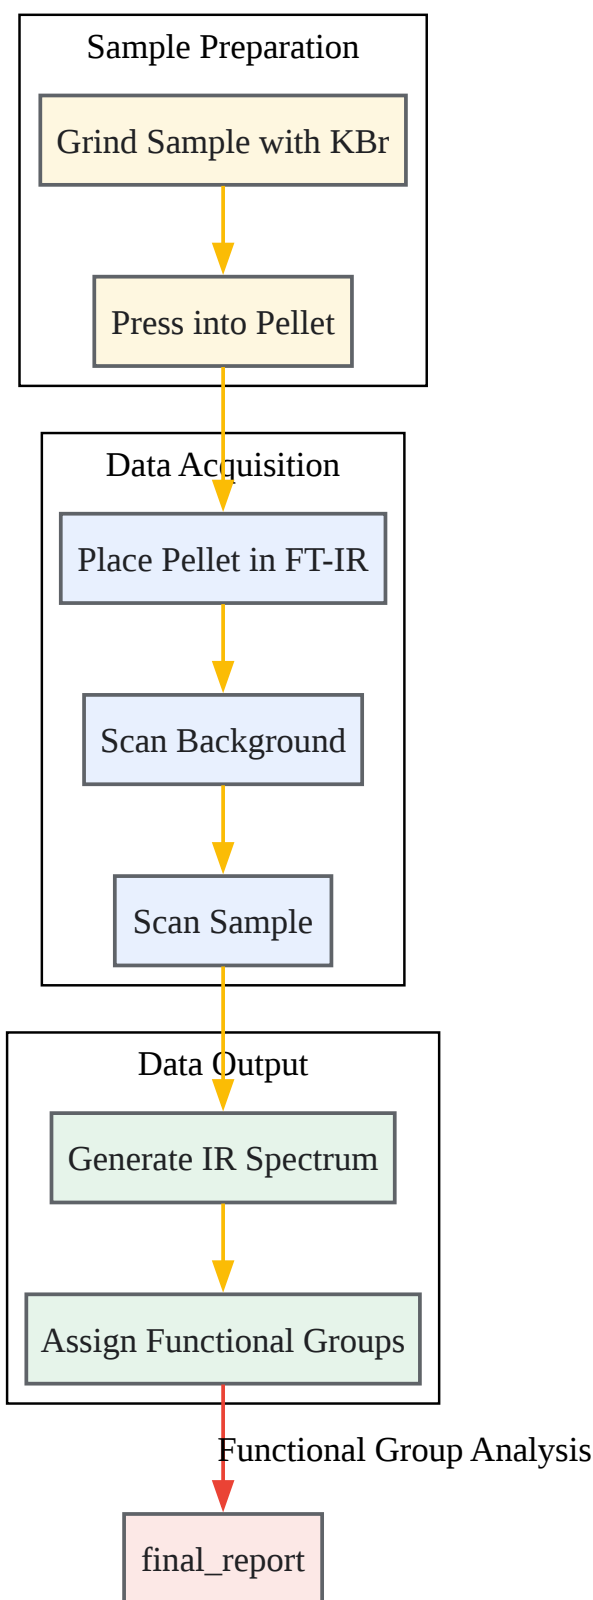 Sample Preparation
Grind Sample with KBr
Press into Pellet
Data Acquisition
Place Pellet in FT-IR
Scan Background
Scan Sample
Data Output
Generate IR Spectrum
Assign Functional Groups
Functional Group Analysis
final_report